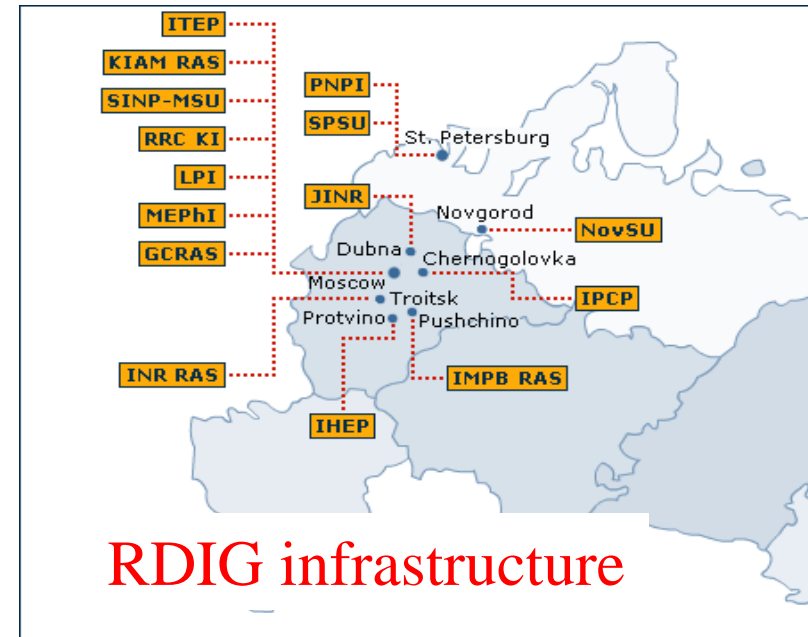 ITEP
KIAM RAS
SINP-MSU
RRC KI
LPI
MEPhI
GCRAS
INR RAS
PNPI
SPSU
St. Petersburg
JINR
Novgorod
NovSU
Dubna
Chernogolovka
Moscow
IPCP
Troitsk
Protvino
Pushchino
IMPB RAS
IHEP
RDIG infrastructure